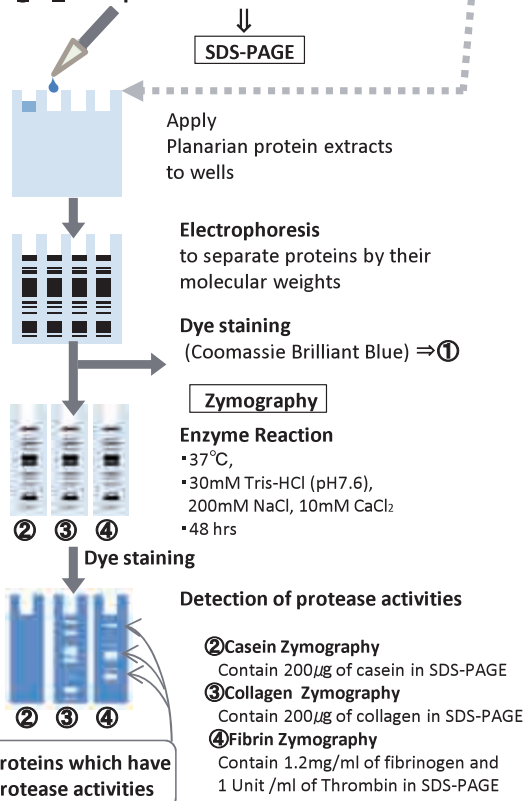 ⇓
SDS-PAGE
Apply
Planarian protein extracts
to wells
Electrophoresis
to separate proteins by their
molecular weights
Dye staining
(Coomassie Brilliant Blue) ⇒①
Zymography
Enzyme Reaction
▪37℃,
▪30mM Tris-HCl (pH7.6),
200mM NaCl, 10mM CaCl₂
▪48 hrs
② ③ ④
Dye staining
Detection of protease activities
②Casein Zymography
Contain 200μg of casein in SDS-PAGE
③Collagen Zymography
Contain 200μg of collagen in SDS-PAGE
④Fibrin Zymography
Contain 1.2mg/ml of fibrinogen and
1 Unit /ml of Thrombin in SDS-PAGE
② ③ ④
roteins which have
rotease activities